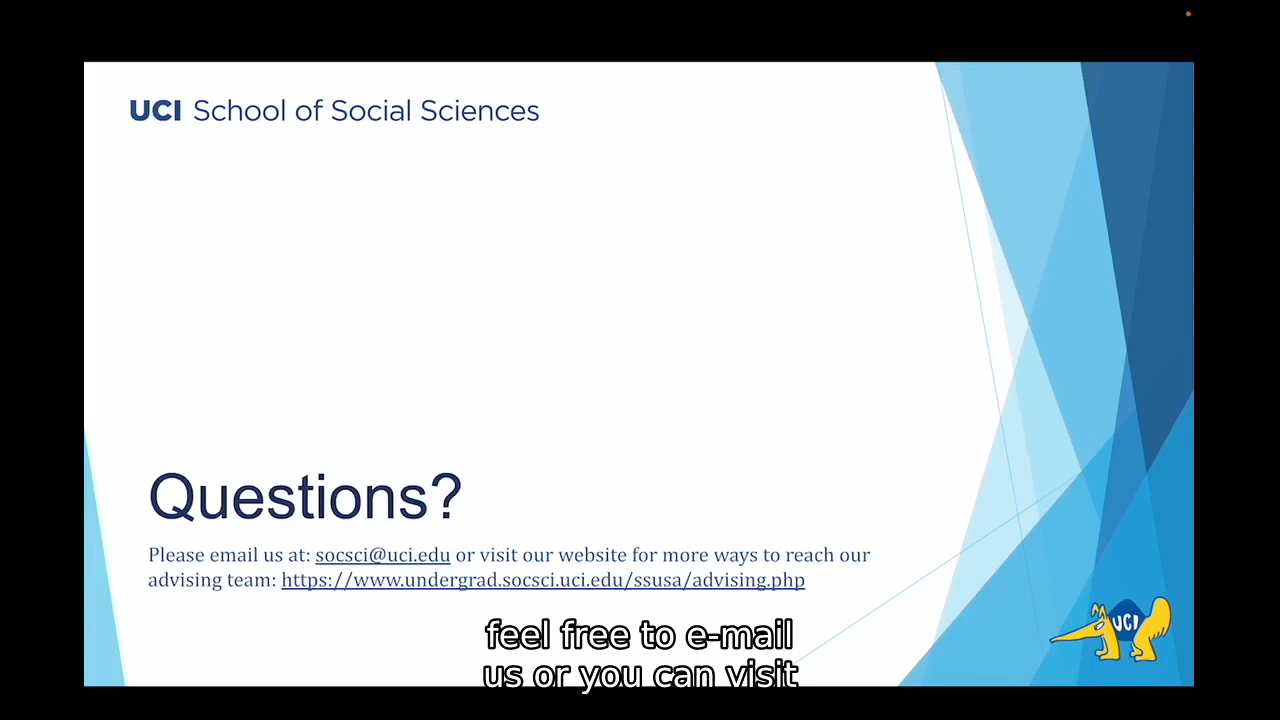 UCI School of Social Sciences
Questions?
Please email us at: socsci@uci.edu or visit our website for more ways to reach our
advising team: https://www.undergrad.socsci.uci.edu/ssusa/advising.php
UCI
feel free to e-mail
us or you can visit